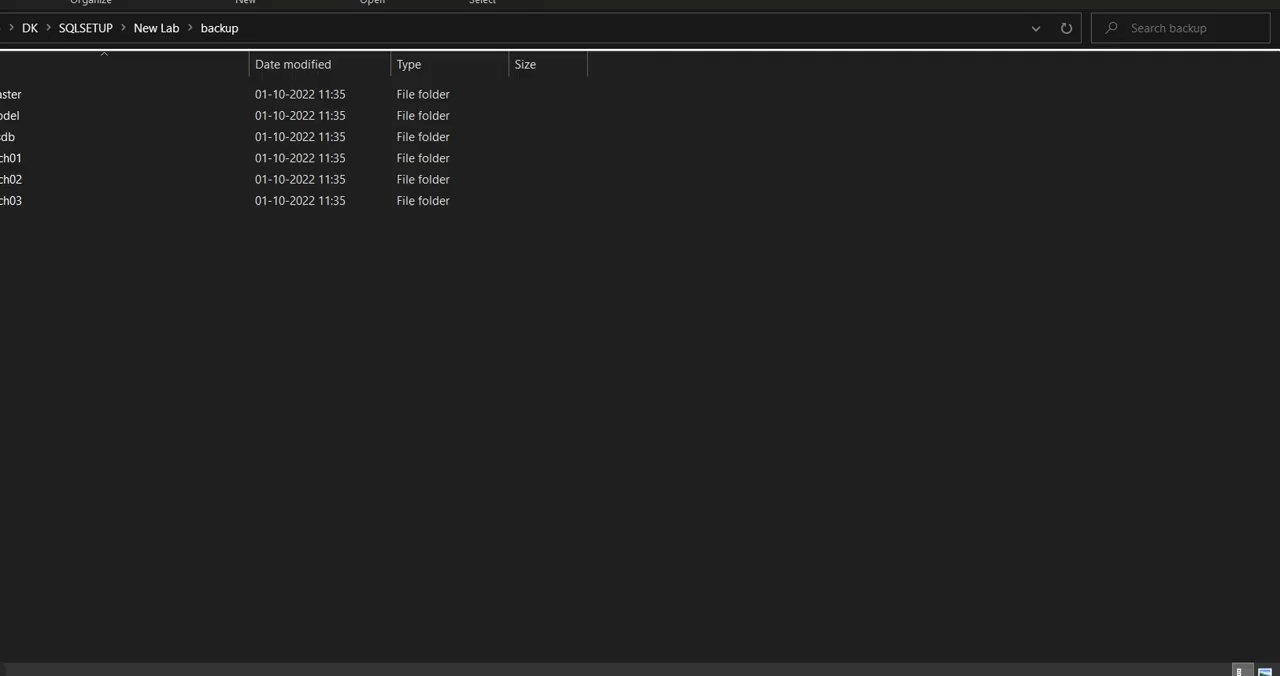 Organize New Open Select
DK SQLSETUP New Lab backup Search backup
Date modified Type Size
aster 01-10-2022 11:35 File folder
odel 01-10-2022 11:35 File folder
sdb 01-10-2022 11:35 File folder
ch01 01-10-2022 11:35 File folder
ch02 01-10-2022 11:35 File folder
ch03 01-10-2022 11:35 File folder